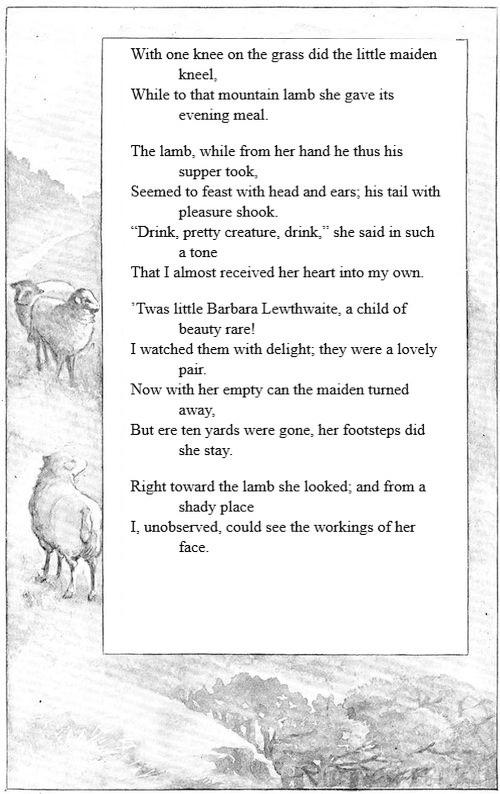 With one knee on the grass did the little maiden
kneel,
While to that mountain lamb she gave its
evening meal.
The lamb, while from her hand he thus his
supper took,
Seemed to feast with head and ears; his tail with
pleasure shook.
“Drink, pretty creature, drink,” she said in such
a tone
That I almost received her heart into my own.
’Twas little Barbara Lewthwaite, a child of
beauty rare!
I watched them with delight; they were a lovely
pair.
Now with her empty can the maiden turned
away,
But ere ten yards were gone, her footsteps did
she stay.
Right toward the lamb she looked; and from a
shady place
I, unobserved, could see the workings of her
face.